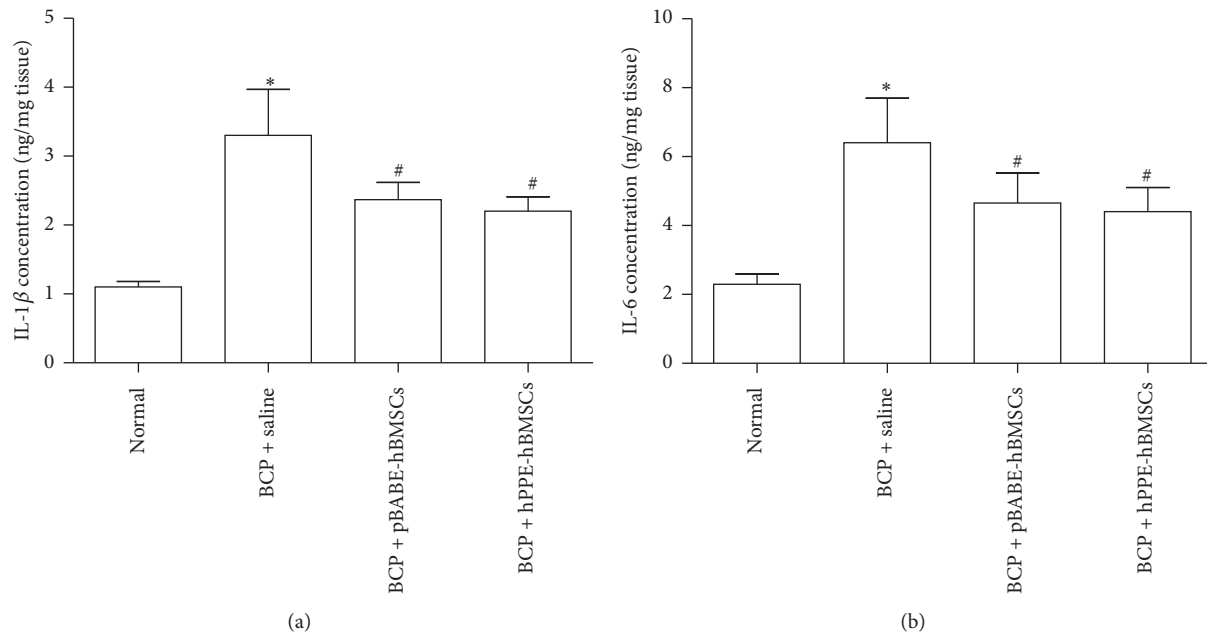 5
4
3
2
1
0
IL-1β concentration (ng/mg tissue)
*
#
#
Normal
BCP + saline
BCP + pBABE-hBMSCs
BCP + hPPE-hBMSCs
(a)
10
8
6
4
2
0
IL-6 concentration (ng/mg tissue)
*
#
#
Normal
BCP + saline
BCP + pBABE-hBMSCs
BCP + hPPE-hBMSCs
(b)